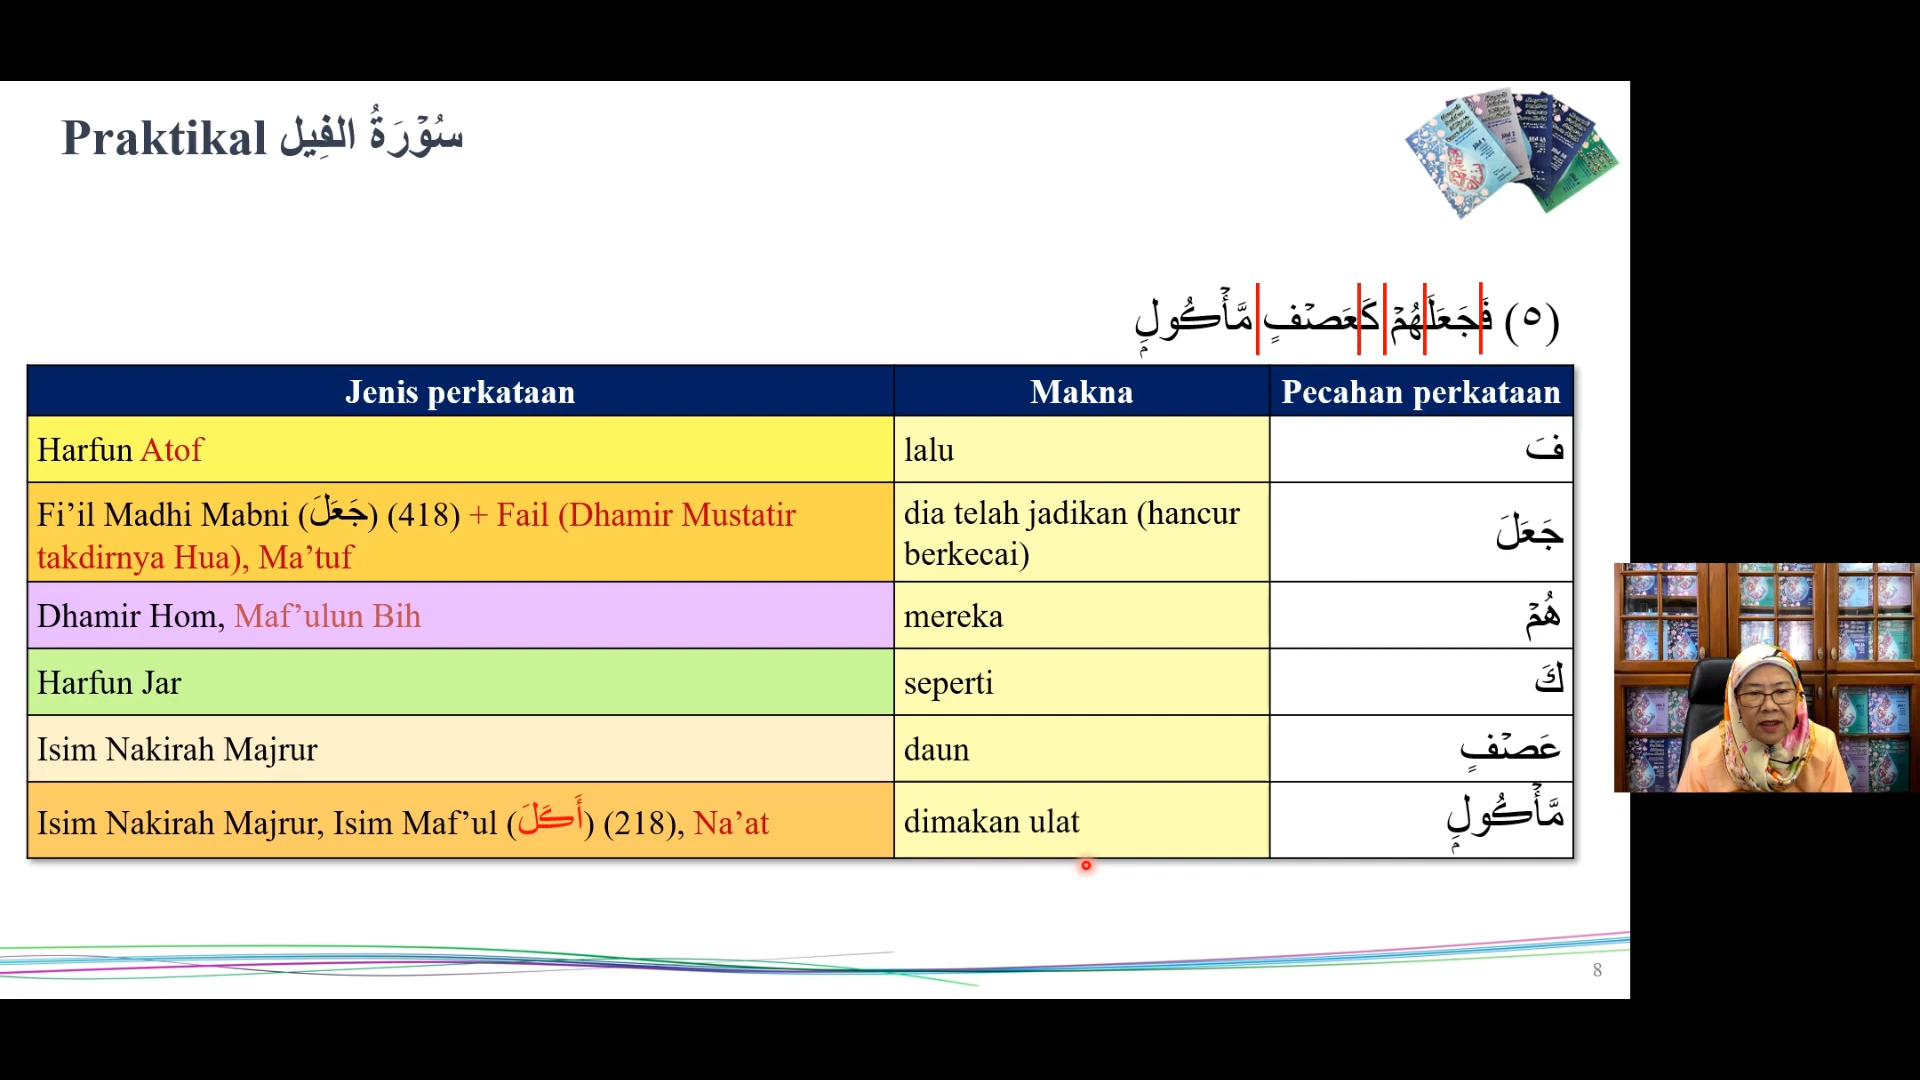 Praktikal سُوۡرَةُ الفِيل
(٥) فَجَعَلَهُمۡ كَعَصۡفٍ مَّأۡكُولِۭ
Jenis perkataan Makna Pecahan perkataan
Harfun Atof lalu فَ
Fi’il Madhi Mabni (جَعَلَ) (418) + Fail (Dhamir Mustatir
takdirnya Hua), Ma’tuf
dia telah jadikan (hancur
berkecai)
جَعَلَ
Dhamir Hom, Maf’ulun Bih mereka هُمۡ
Harfun Jar seperti كَ
Isim Nakirah Majrur daun عَصۡفٍ
Isim Nakirah Majrur, Isim Maf’ul (أَكَلَ) (218), Na’at dimakan ulat مَّأۡكُولِۭ
8